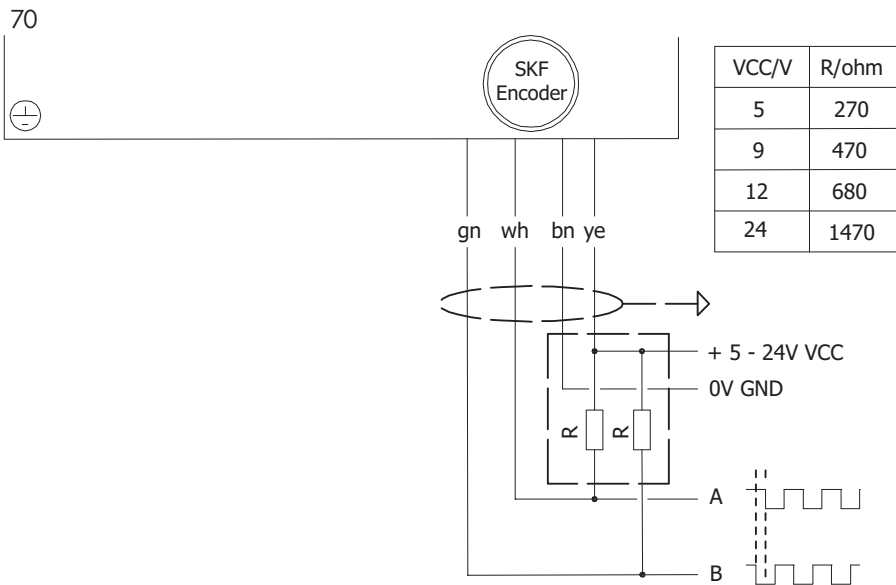 70
SKF
Encoder
VCC/V R/ohm
5 270
9 470
12 680
24 1470
gn wh bn ye
+ 5 - 24V VCC
0V GND
R R
A
B